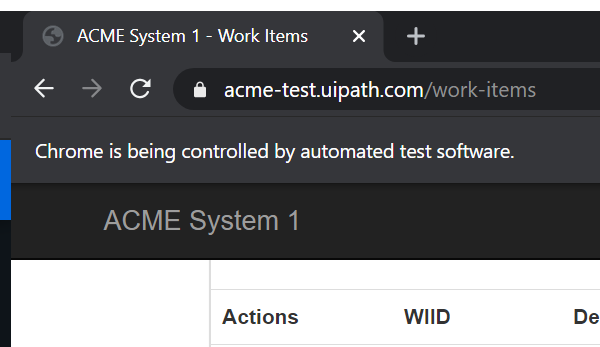 ACME System 1 - Work Items
acme-test.uipath.com/work-items
Chrome is being controlled by automated test software.
ACME System 1
Actions WIID De